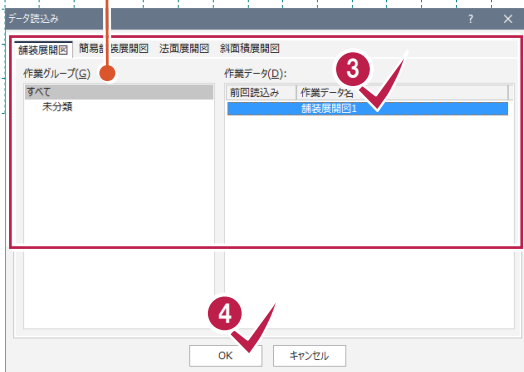 データ読込み
? ×
舗装展開図 簡易舗装展開図 法面展開図 斜面積展開図
作業グループ(G) 作業データ(D):
すべて
未分類
前回読込み 作業データ名
舗装展開図1
3
4
OK キャンセル